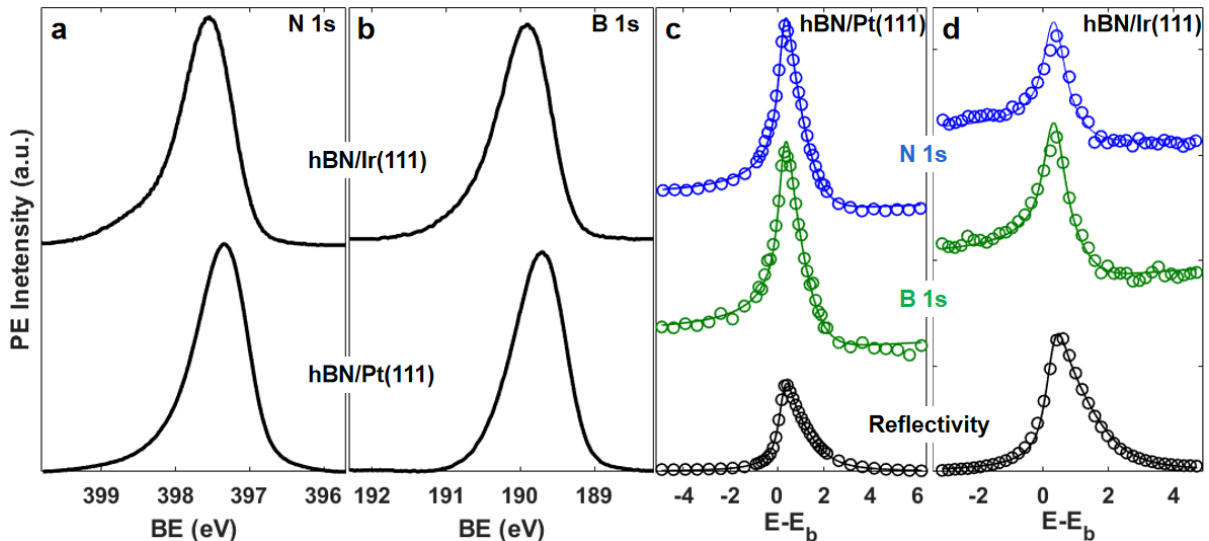 a N 1s
b B 1s
c hBN/Pt(111)
d hBN/Ir(111)
PE Inetensity (a.u.)
hBN/Ir(111)
hBN/Pt(111)
N 1s
B 1s
Reflectivity
399 398 397 396
192 191 190 189
-4 -2 0 2 4 6
-2 0 2 4
BE (eV)
BE (eV)
E-Eb
E-Eb